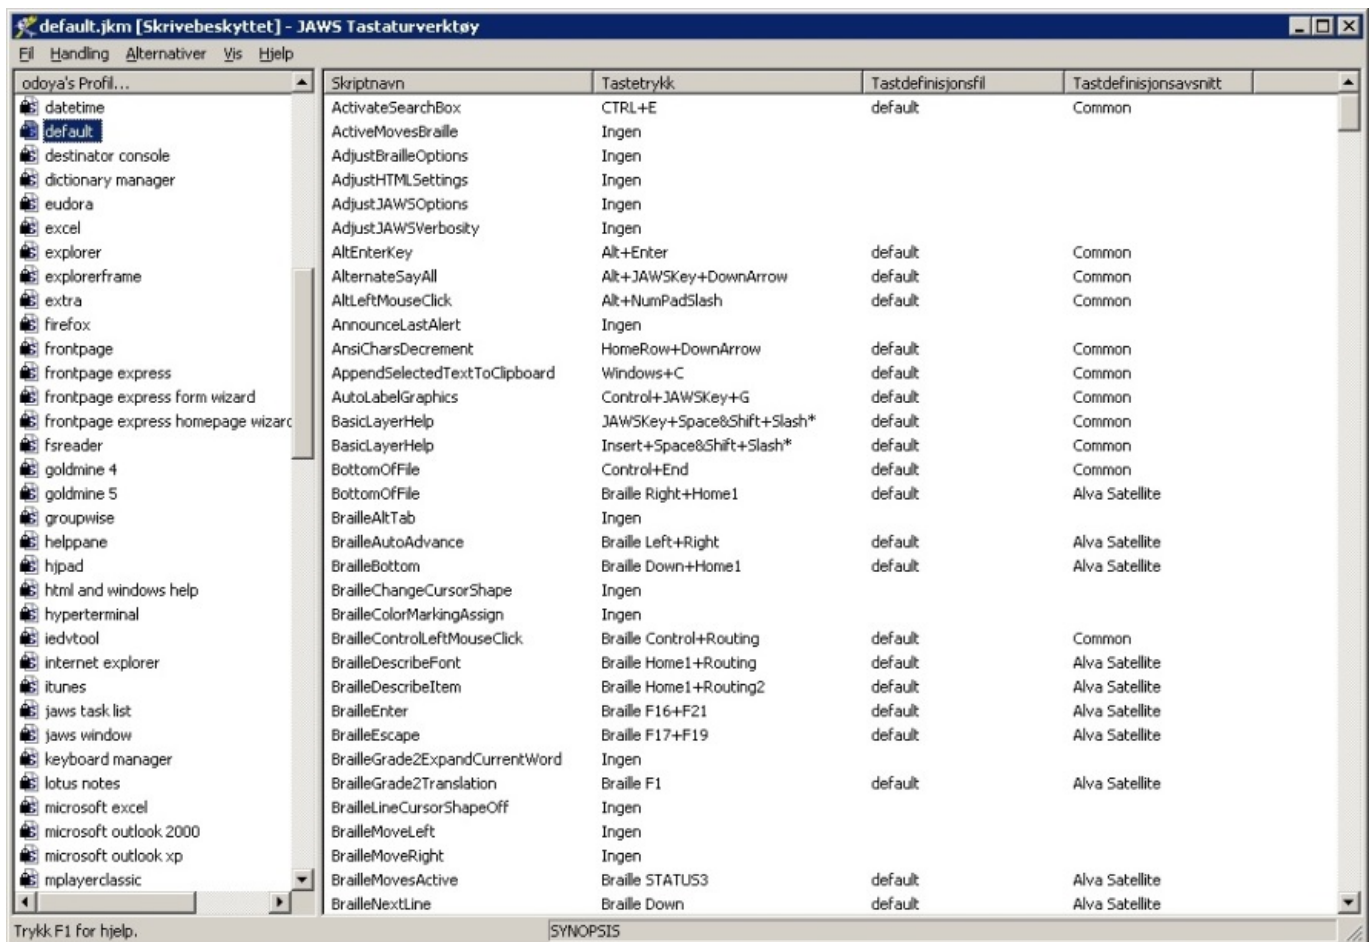 default.jkm [Skrivebeskyttet] - JAWS Tastaturverktøy
Fil Handling Alternativer Vis Hjelp
odoya's Profil...
datetime
default
destinator console
dictionary manager
eudora
excel
explorer
explorerframe
extra
firefox
frontpage
frontpage express
frontpage express form wizard
frontpage express homepage wizard
fsreader
goldmine 4
goldmine 5
groupwise
helppane
hjpad
html and windows help
hyperterminal
iedvtool
internet explorer
itunes
jaws task list
jaws window
keyboard manager
lotus notes
microsoft excel
microsoft outlook 2000
microsoft outlook xp
mplayerclassic
Skriptnavn Tastetrykk Tastdefinisjonsfil Tastdefinisjonsavsnitt
ActivateSearchBox CTRL+E default Common
ActiveMovesBraille Ingen
AdjustBrailleOptions Ingen
AdjustHTMLSettings Ingen
AdjustJAWSOptions Ingen
AdjustJAWSVerbosity Ingen
AltEnterKey Alt+Enter default Common
AlternateSayAll Alt+JAWSKey+DownArrow default Common
AltLeftMouseClick Alt+NumPadSlash default Common
AnnounceLastAlert Ingen
AnsiCharsDecrement HomeRow+DownArrow default Common
AppendSelectedTextToClipboard Windows+C default Common
AutoLabelGraphics Control+JAWSKey+G default Common
BasicLayerHelp JAWSKey+Space&Shift+Slash* default Common
BasicLayerHelp Insert+Space&Shift+Slash* default Common
BottomOfFile Control+End default Common
BottomOfFile Braille Right+Home1 default Alva Satellite
BrailleAltTab Ingen
BrailleAutoAdvance Braille Left+Right default Alva Satellite
BrailleBottom Braille Down+Home1 default Alva Satellite
BrailleChangeCursorShape Ingen
BrailleColorMarkingAssign Ingen
BrailleControlLeftMouseClick Braille Control+Routing default Common
BrailleDescribeFont Braille Home1+Routing default Alva Satellite
BrailleDescribeItem Braille Home1+Routing2 default Alva Satellite
BrailleEnter Braille F16+F21 default Alva Satellite
BrailleEscape Braille F17+F19 default Alva Satellite
BrailleGrade2ExpandCurrentWord Ingen
BrailleGrade2Translation Braille F1 default Alva Satellite
BrailleLineCursorShapeOff Ingen
BrailleMoveLeft Ingen
BrailleMoveRight Ingen
BrailleMovesActive Braille STATUS3 default Alva Satellite
BrailleNextLine Braille Down default Alva Satellite
Trykk F1 for hjelp. SYNOPSIS